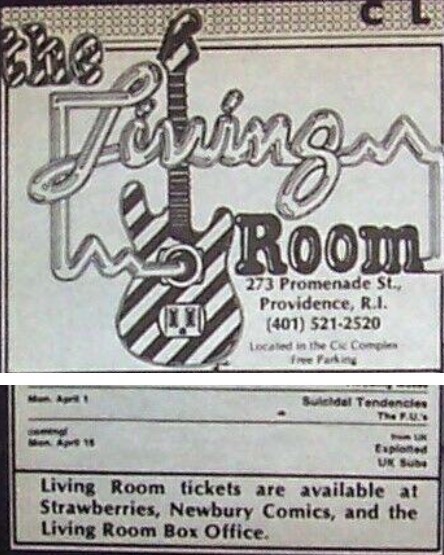 CL
the
Living
ROOM
273 Promenade St.,
Providence, R.I.
(401) 521-2520
Located in the Cic Complex
Free Parking
Mon. April 1
Suicidal Tendencies
The F.U.'s
coming!
Mon. April 15
from UK
Exploited
UK Subs
Living Room tickets are available at
Strawberries, Newbury Comics, and the
Living Room Box Office.